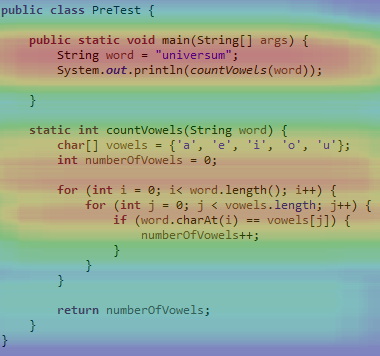 public class PreTest {
public static void main(String[] args) {
String word = "universum";
System.out.println(countVowels(word));
}
static int countVowels(String word) {
char[] vowels = {'a', 'e', 'i', 'o', 'u'};
int numberOfVowels = 0;
for (int i = 0; i< word.length(); i++) {
for (int j = 0; j < vowels.length; j++) {
if (word.charAt(i) == vowels[j]) {
numberOfVowels++;
}
}
}
return numberOfVowels;
}
}